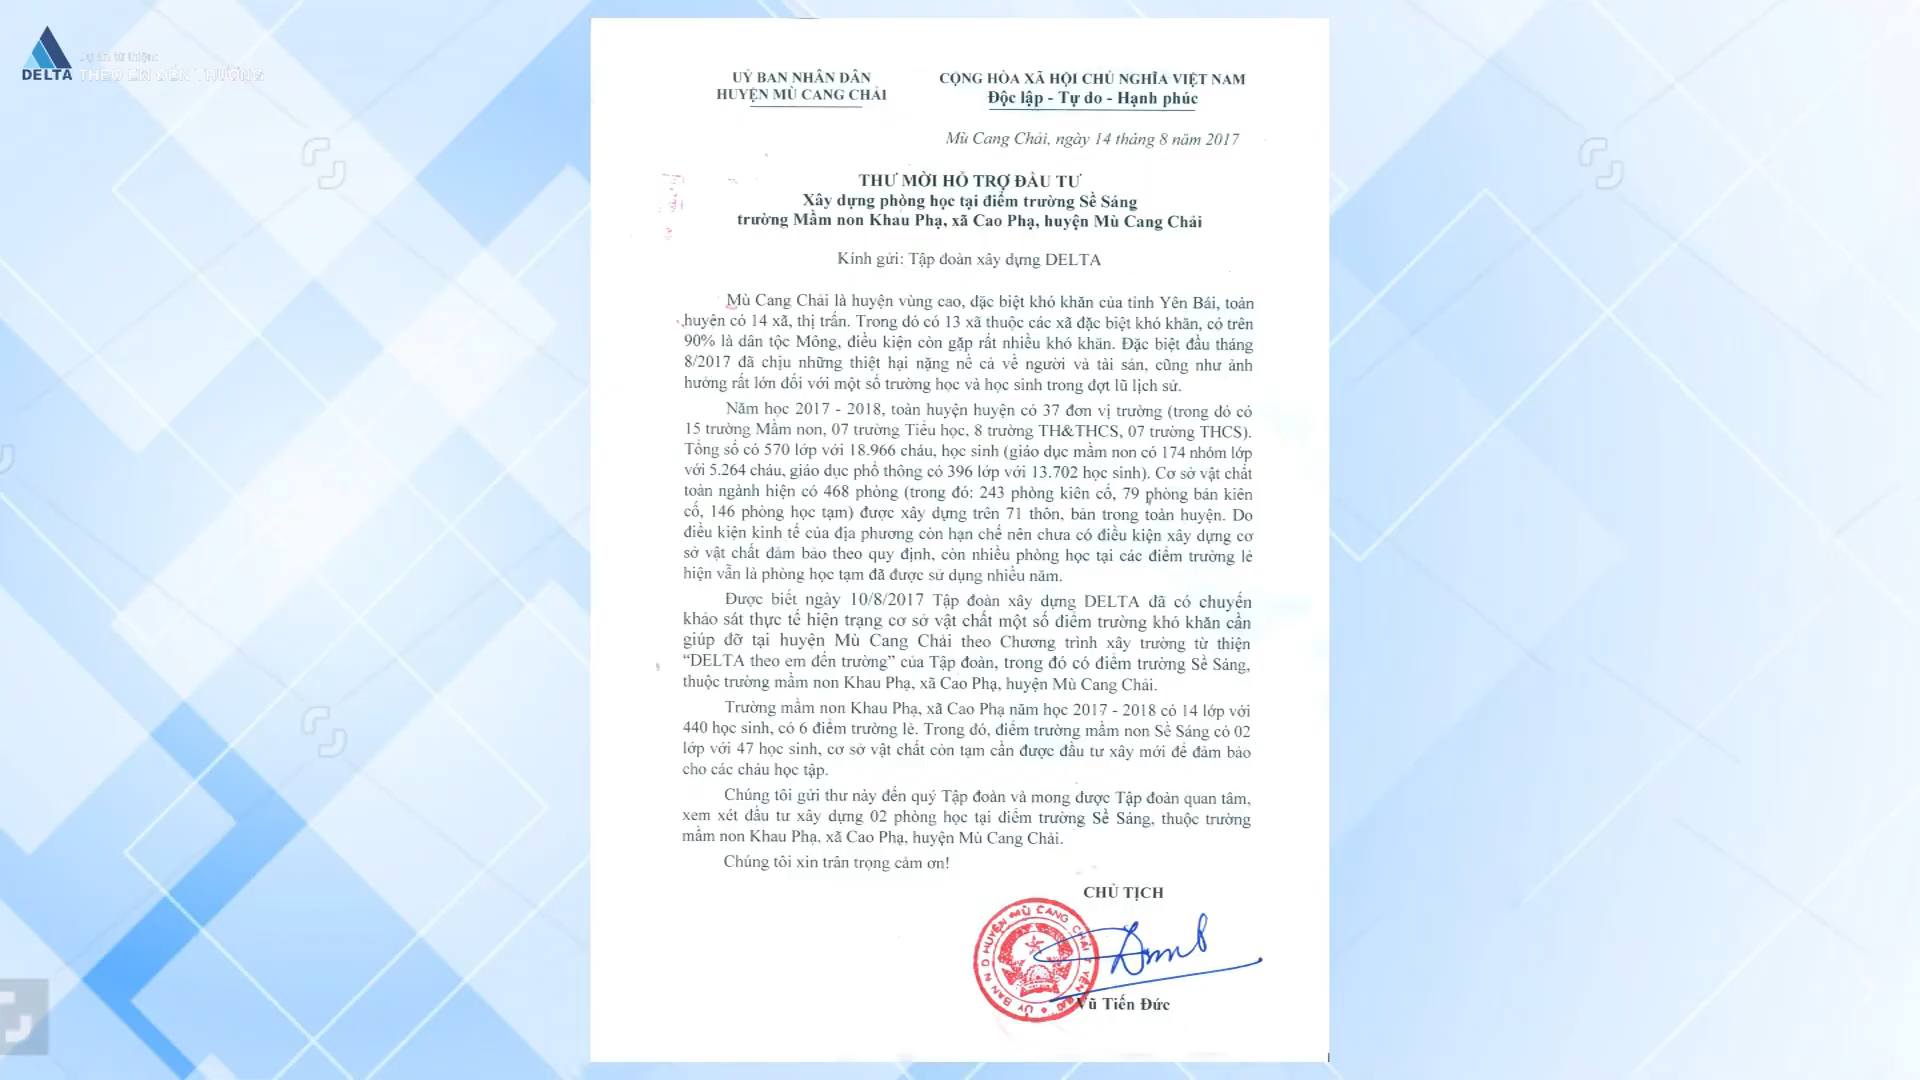 DELTA
Dự án từ thiện:
THEO EM ĐẾN TRƯỜNG
UỶ BAN NHÂN DÂN
HUYỆN MÙ CANG CHẢI
CỘNG HÒA XÃ HỘI CHỦ NGHĨA VIỆT NAM
Độc lập - Tự do - Hạnh phúc
Mù Cang Chải, ngày 14 tháng 8 năm 2017
THƯ MỜI HỖ TRỢ ĐẦU TƯ
Xây dựng phòng học tại điểm trường Sề Sáng
trường Mầm non Khau Phạ, xã Cao Phạ, huyện Mù Cang Chải
Kính gửi: Tập đoàn xây dựng DELTA
Mù Cang Chải là huyện vùng cao, đặc biệt khó khăn của tỉnh Yên Bái, toàn
huyện có 14 xã, thị trấn. Trong đó có 13 xã thuộc các xã đặc biệt khó khăn, có trên
90% là dân tộc Mông, điều kiện còn gặp rất nhiều khó khăn. Đặc biệt đầu tháng
8/2017 đã chịu những thiệt hại nặng nề cả về người và tài sản, cũng như ảnh
hưởng rất lớn đối với một số trường học và học sinh trong đợt lũ lịch sử.
Năm học 2017 - 2018, toàn huyện huyện có 37 đơn vị trường (trong đó có
15 trường Mầm non, 07 trường Tiểu học, 8 trường TH&THCS, 07 trường THCS).
Tổng số có 570 lớp với 18.966 cháu, học sinh (giáo dục mầm non có 174 nhóm lớp
với 5.264 cháu, giáo dục phổ thông có 396 lớp với 13.702 học sinh). Cơ sở vật chất
toàn ngành hiện có 468 phòng (trong đó: 243 phòng kiên cố, 79 phòng bán kiên
cố, 146 phòng học tạm) được xây dựng trên 71 thôn, bản trong toàn huyện. Do
điều kiện kinh tế của địa phương còn hạn chế nên chưa có điều kiện xây dựng cơ
sở vật chất đảm bảo theo quy định, còn nhiều phòng học tại các điểm trường lẻ
hiện vẫn là phòng học tạm đã được sử dụng nhiều năm.
Được biết ngày 10/8/2017 Tập đoàn xây dựng DELTA đã có chuyến
khảo sát thực tế hiện trạng cơ sở vật chất một số điểm trường khó khăn cần
giúp đỡ tại huyện Mù Cang Chải theo Chương trình xây trường từ thiện
“DELTA theo em đến trường” của Tập đoàn, trong đó có điểm trường Sề Sáng,
thuộc trường mầm non Khau Phạ, xã Cao Phạ, huyện Mù Cang Chải.
Trường mầm non Khau Phạ, xã Cao Phạ năm học 2017 - 2018 có 14 lớp với
440 học sinh, có 6 điểm trường lẻ. Trong đó, điểm trường mầm non Sề Sáng có 02
lớp với 47 học sinh, cơ sở vật chất còn tạm cần được đầu tư xây mới để đảm bảo
cho các cháu học tập.
Chúng tôi gửi thư này đến quý Tập đoàn và mong được Tập đoàn quan tâm,
xem xét đầu tư xây dựng 02 phòng học tại điểm trường Sề Sáng, thuộc trường
mầm non Khau Phạ, xã Cao Phạ, huyện Mù Cang Chải.
Chúng tôi xin trân trọng cảm ơn!
CHỦ TỊCH
Vũ Tiến Đức